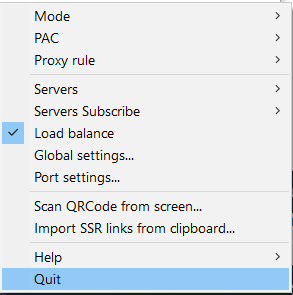 Mode
PAC
Proxy rule
Servers
Servers Subscribe
Load balance
Global settings...
Port settings...
Scan QRCode from screen...
Import SSR links from clipboard...
Help
Quit